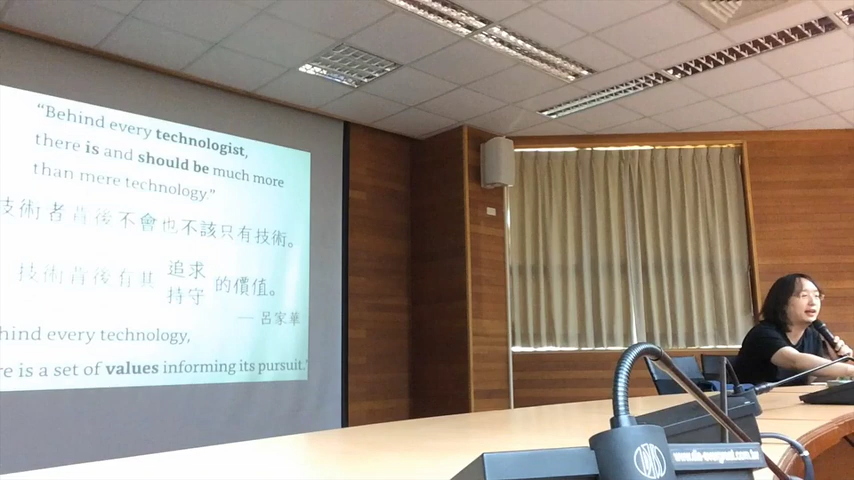 “Behind every technologist,
there is and should be much more
than mere technology.”
技術者背後不會也不該只有技術。
技術背後有其 追求 的價值。
持守
— 呂家華
hind every technology,
re is a set of values informing its pursuit.”
www.da-evergreat.com.tw